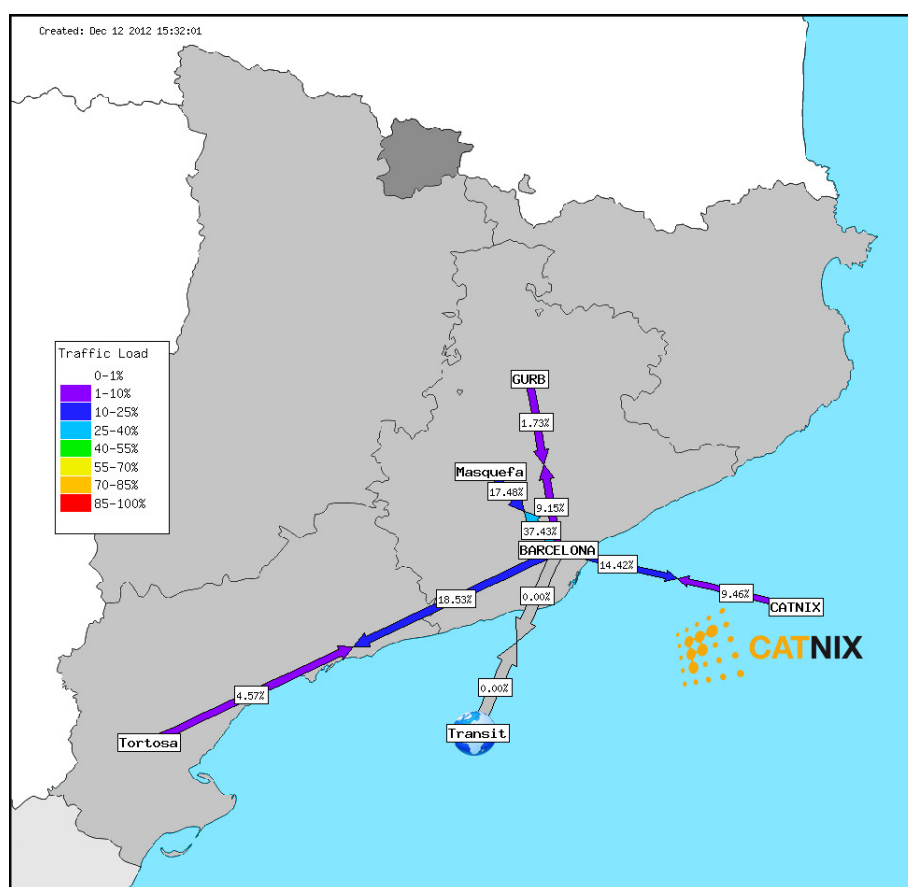 Created: Dec 12 2012 15:32:01
Traffic Load
0-1%
1-10%
10-25%
25-40%
40-55%
55-70%
70-85%
85-100%
GURB
1.73%
Masquefa
17.48%
9.15%
37.43%
BARCELONA
14.42%
18.53%
0.00%
9.46%
CATNIX
CATNIX
0.00%
4.57%
Transit
Tortosa